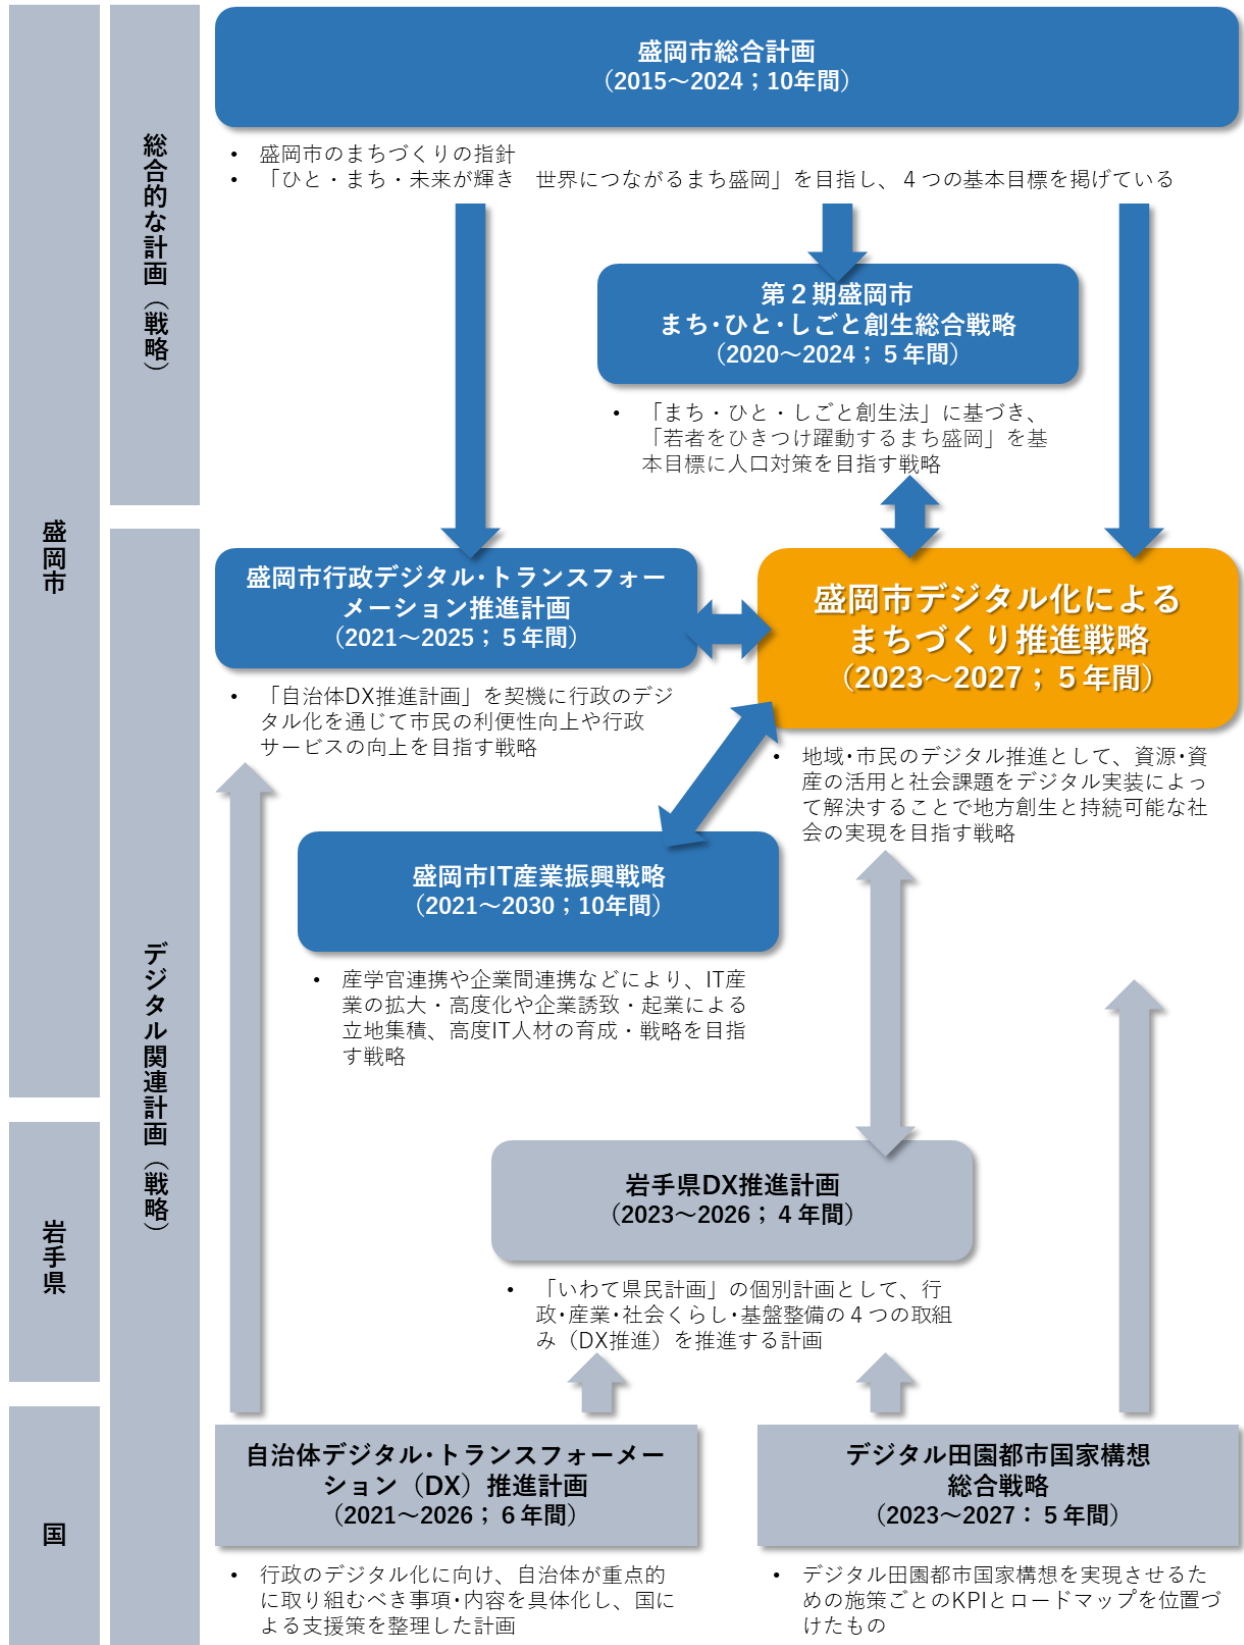 盛岡市総合計画
（2015～2024；10年間）
• 盛岡市のまちづくりの指針
• 「ひと・まち・未来が輝き　世界につながるまち盛岡」を目指し、４つの基本目標を掲げている
総合的な計画（戦略）
第２期盛岡市
まち・ひと・しごと創生総合戦略
（2020～2024；５年間）
• 「まち・ひと・しごと創生法」に基づき、
「若者をひきつけ躍動するまち盛岡」を基
本目標に人口対策を目指す戦略
盛岡市
盛岡市行政デジタル・トランスフォー
メーション推進計画
（2021～2025；５年間）
• 「自治体DX推進計画」を契機に行政のデジ
タル化を通じて市民の利便性向上や行政
サービスの向上を目指す戦略
盛岡市デジタル化による
まちづくり推進戦略
（2023～2027；５年間）
• 地域・市民のデジタル推進として、資源・資
産の活用と社会課題をデジタル実装によっ
て解決することで地方創生と持続可能な社
会の実現を目指す戦略
盛岡市IT産業振興戦略
（2021～2030；10年間）
• 産学官連携や企業間連携などにより、IT産
業の拡大・高度化や企業誘致・起業による
立地集積、高度IT人材の育成・戦略を目指
す戦略
デジタル関連計画（戦略）
岩手県
岩手県DX推進計画
（2023～2026；４年間）
• 「いわて県民計画」の個別計画として、行
政・産業・社会くらし・基盤整備の４つの取組
み（DX推進）を推進する計画
国
自治体デジタル・トランスフォーメー
ション（DX）推進計画
（2021～2026；６年間）
• 行政のデジタル化に向け、自治体が重点的
に取り組むべき事項・内容を具体化し、国に
よる支援策を整理した計画
デジタル田園都市国家構想
総合戦略
（2023～2027：５年間）
• デジタル田園都市国家構想を実現させるた
めの施策ごとのKPIとロードマップを位置づ
けたもの